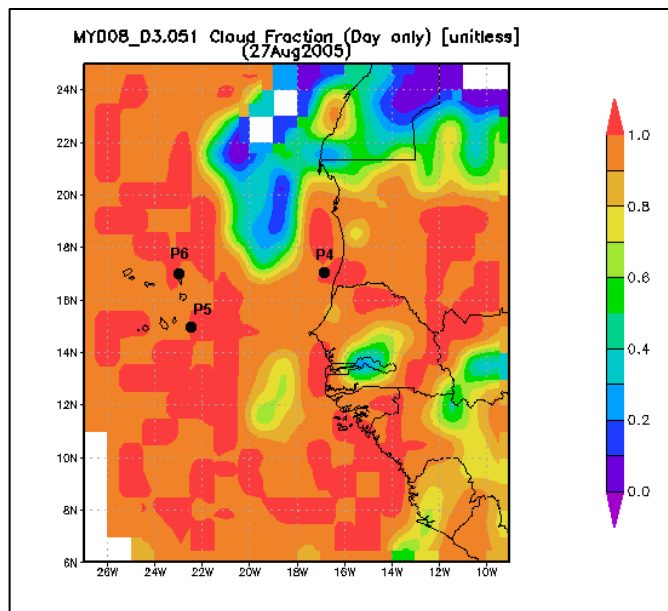 MYD08_D3.051 Cloud Fraction (Day only) [unitless]
(27Aug2005)
24N
22N
20N
18N
16N
14N
12N
10N
8N
6N
26W
24W
22W
20W
18W
16W
14W
12W
10W
P6
P4
P5
1.0
0.8
0.6
0.4
0.2
0.0